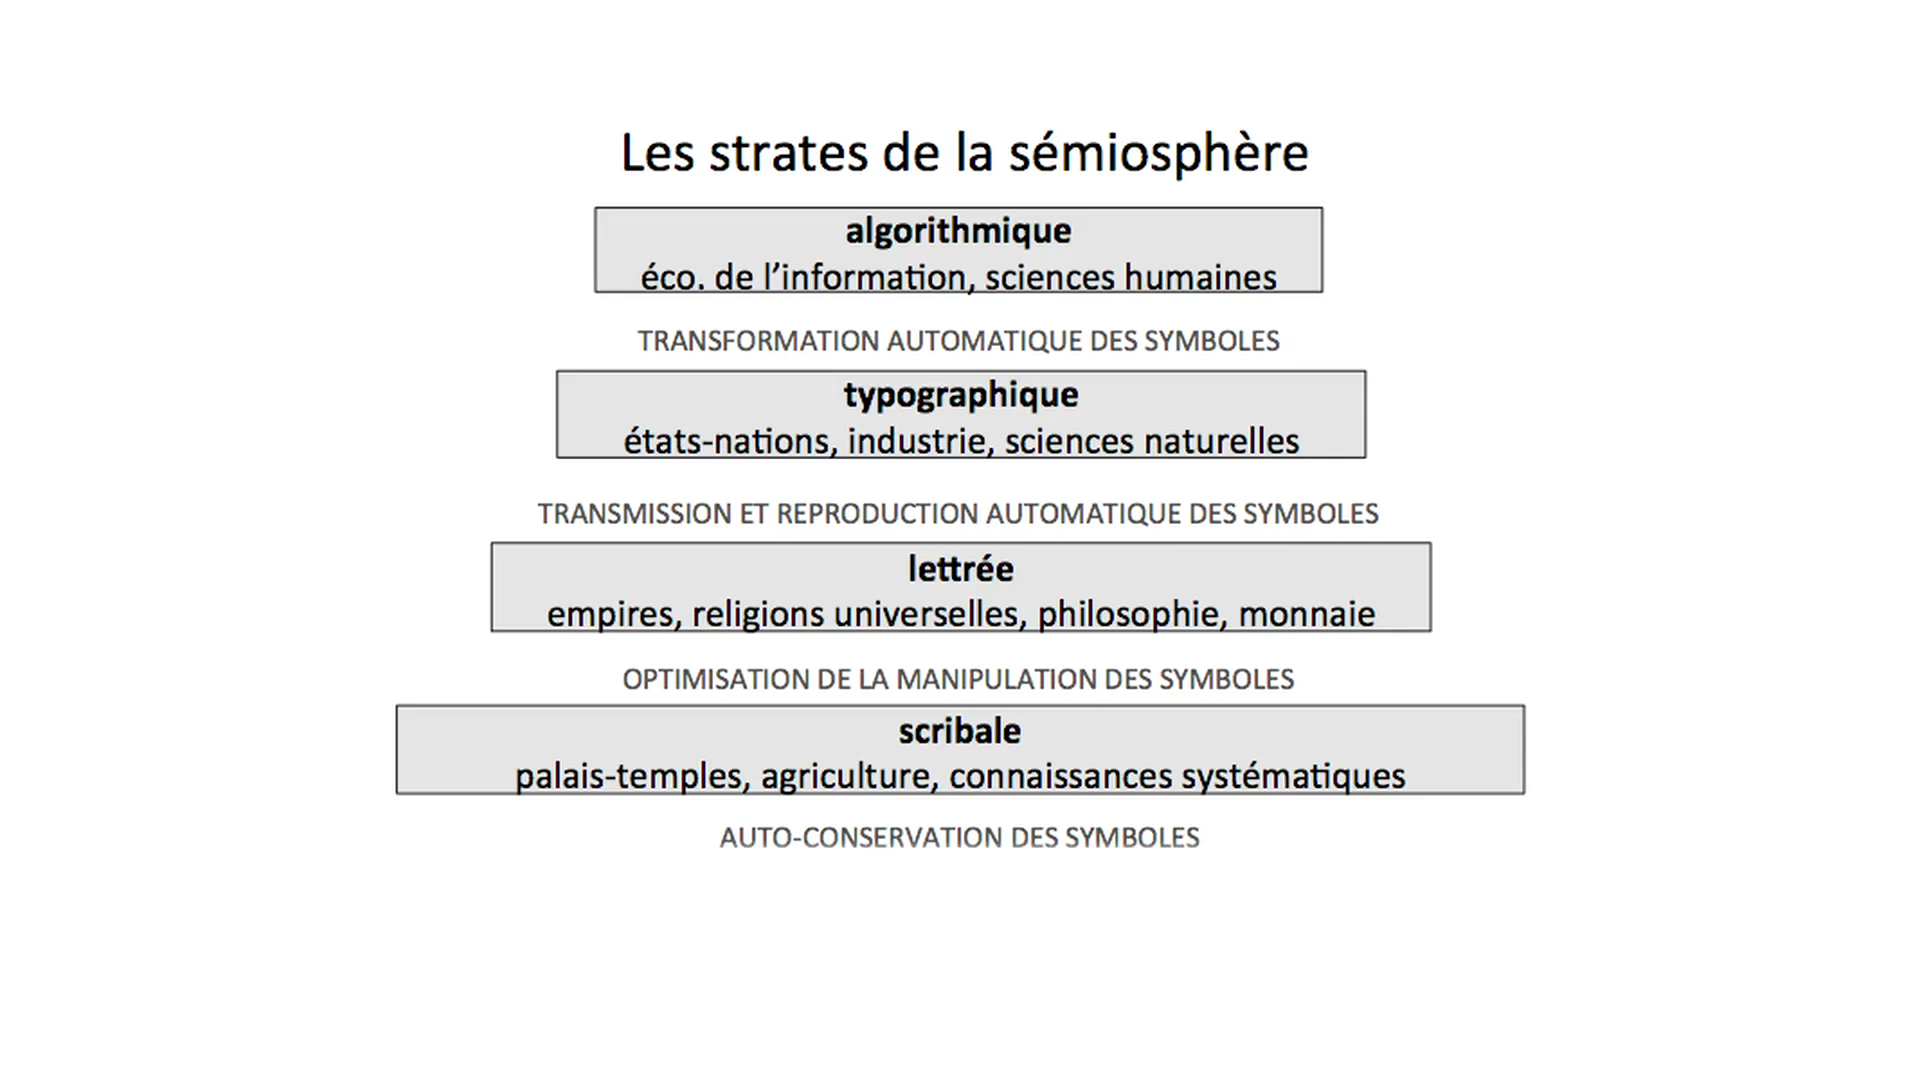 Les strates de la sémiosphère
algorithmique
éco. de l’information, sciences humaines
TRANSFORMATION AUTOMATIQUE DES SYMBOLES
typographique
états-nations, industrie, sciences naturelles
TRANSMISSION ET REPRODUCTION AUTOMATIQUE DES SYMBOLES
lettrée
empires, religions universelles, philosophie, monnaie
OPTIMISATION DE LA MANIPULATION DES SYMBOLES
scribale
palais-temples, agriculture, connaissances systématiques
AUTO-CONSERVATION DES SYMBOLES